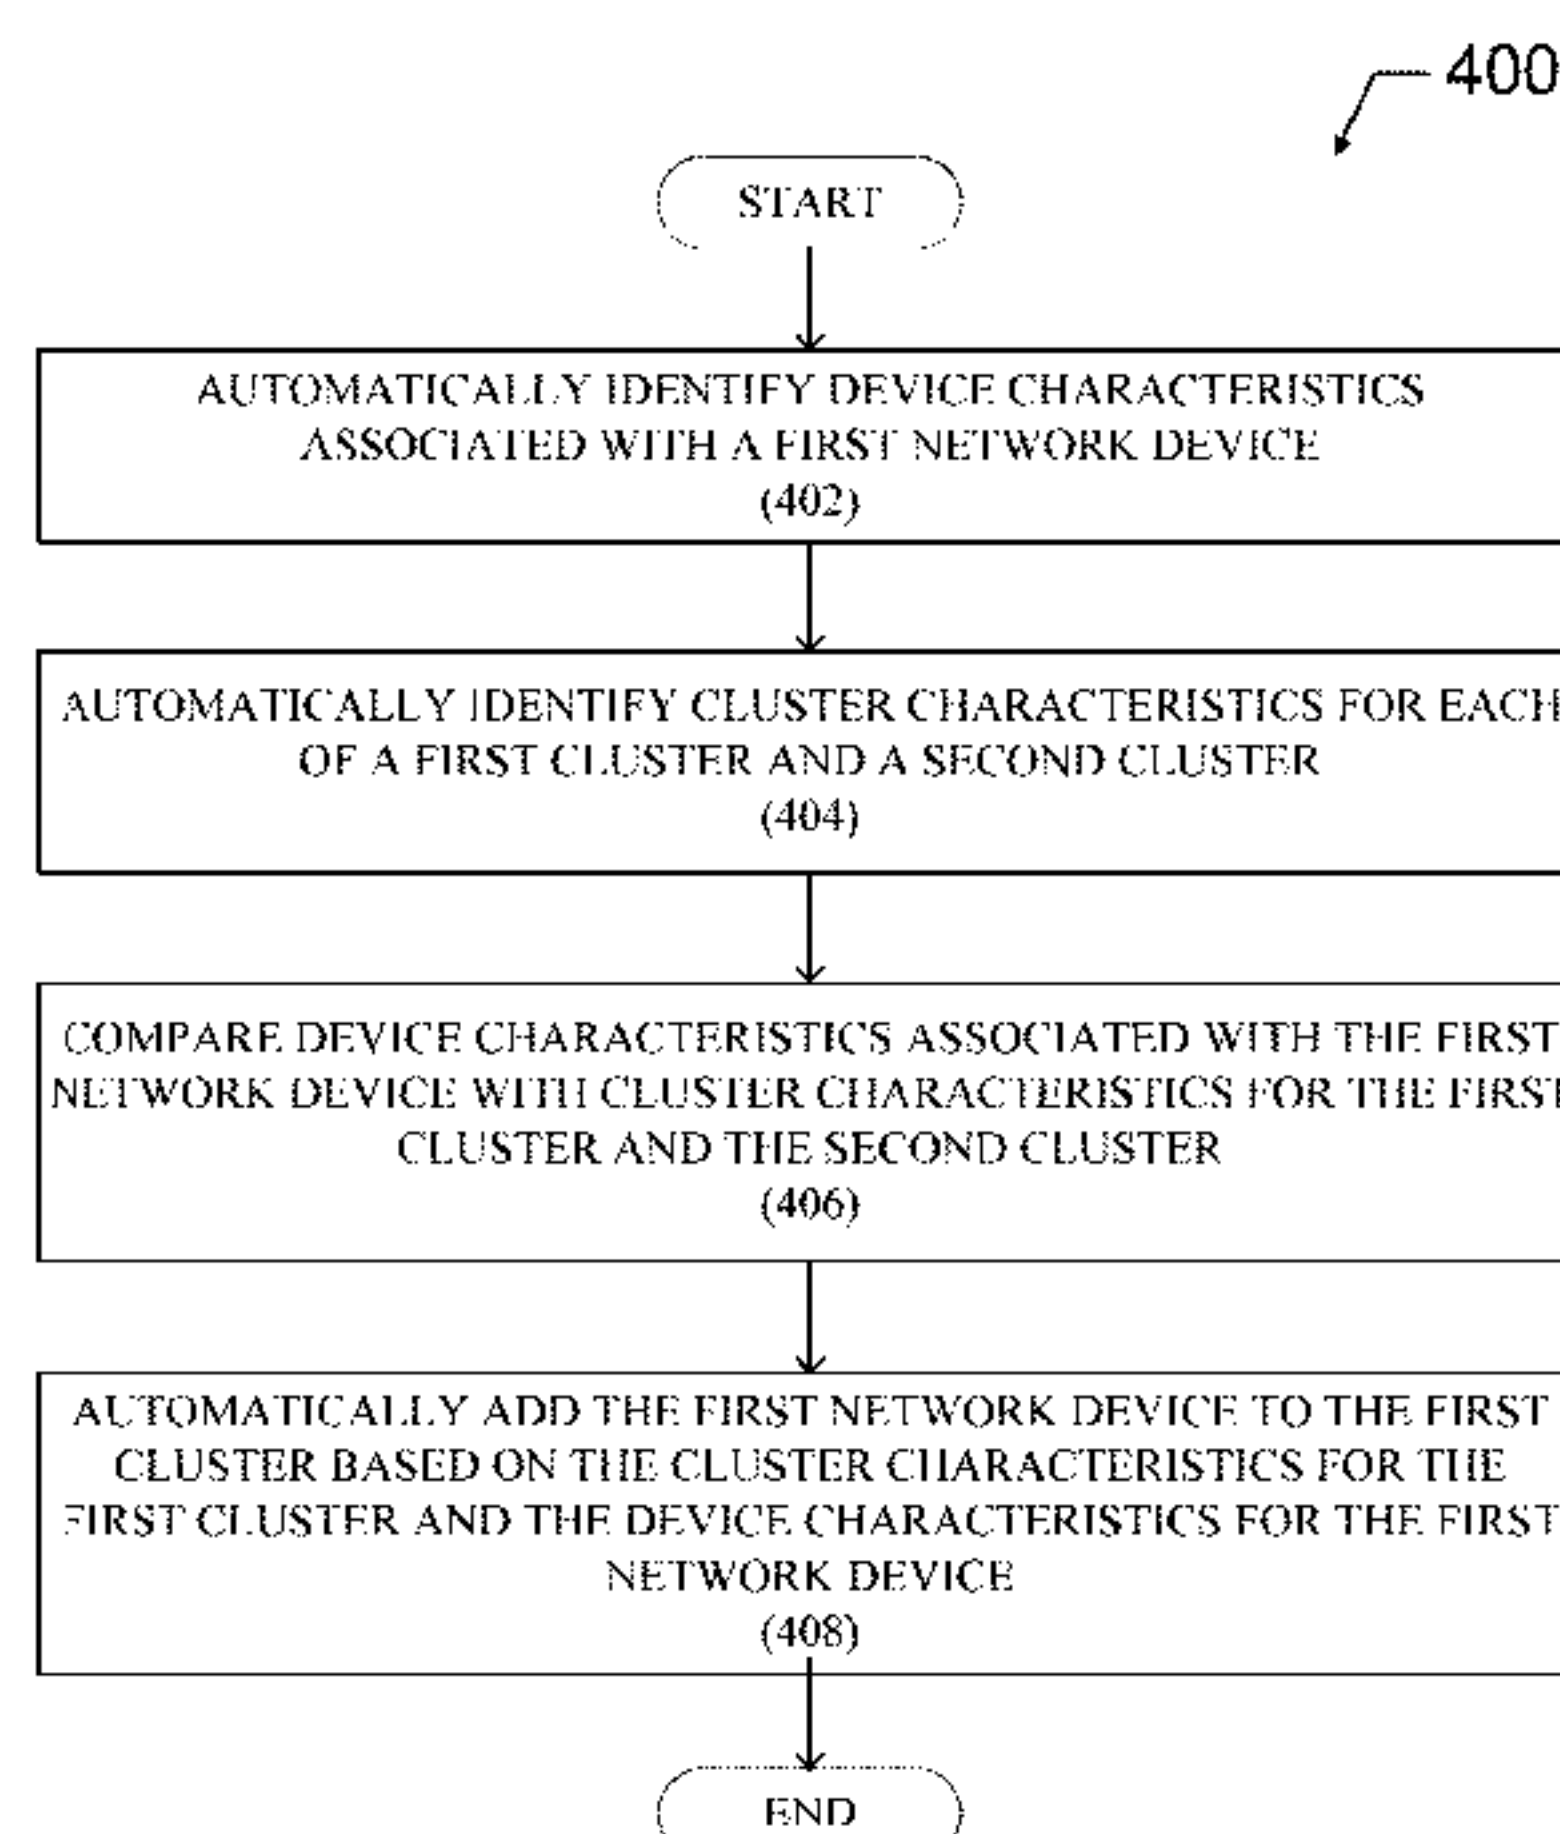 400
START
AUTOMATICALLY IDENTIFY DEVICE CHARACTERISTICS
ASSOCIATED WITH A FIRST NETWORK DEVICE
(402)
AUTOMATICALLY IDENTIFY CLUSTER CHARACTERISTICS FOR EACH
OF A FIRST CLUSTER AND A SECOND CLUSTER
(404)
COMPARE DEVICE CHARACTERISTICS ASSOCIATED WITH THE FIRST
NETWORK DEVICE WITH CLUSTER CHARACTERISTICS FOR THE FIRST
CLUSTER AND THE SECOND CLUSTER
(406)
AUTOMATICALLY ADD THE FIRST NETWORK DEVICE TO THE FIRST
CLUSTER BASED ON THE CLUSTER CHARACTERISTICS FOR THE
FIRST CLUSTER AND THE DEVICE CHARACTERISTICS FOR THE FIRST
NETWORK DEVICE
(408)
END